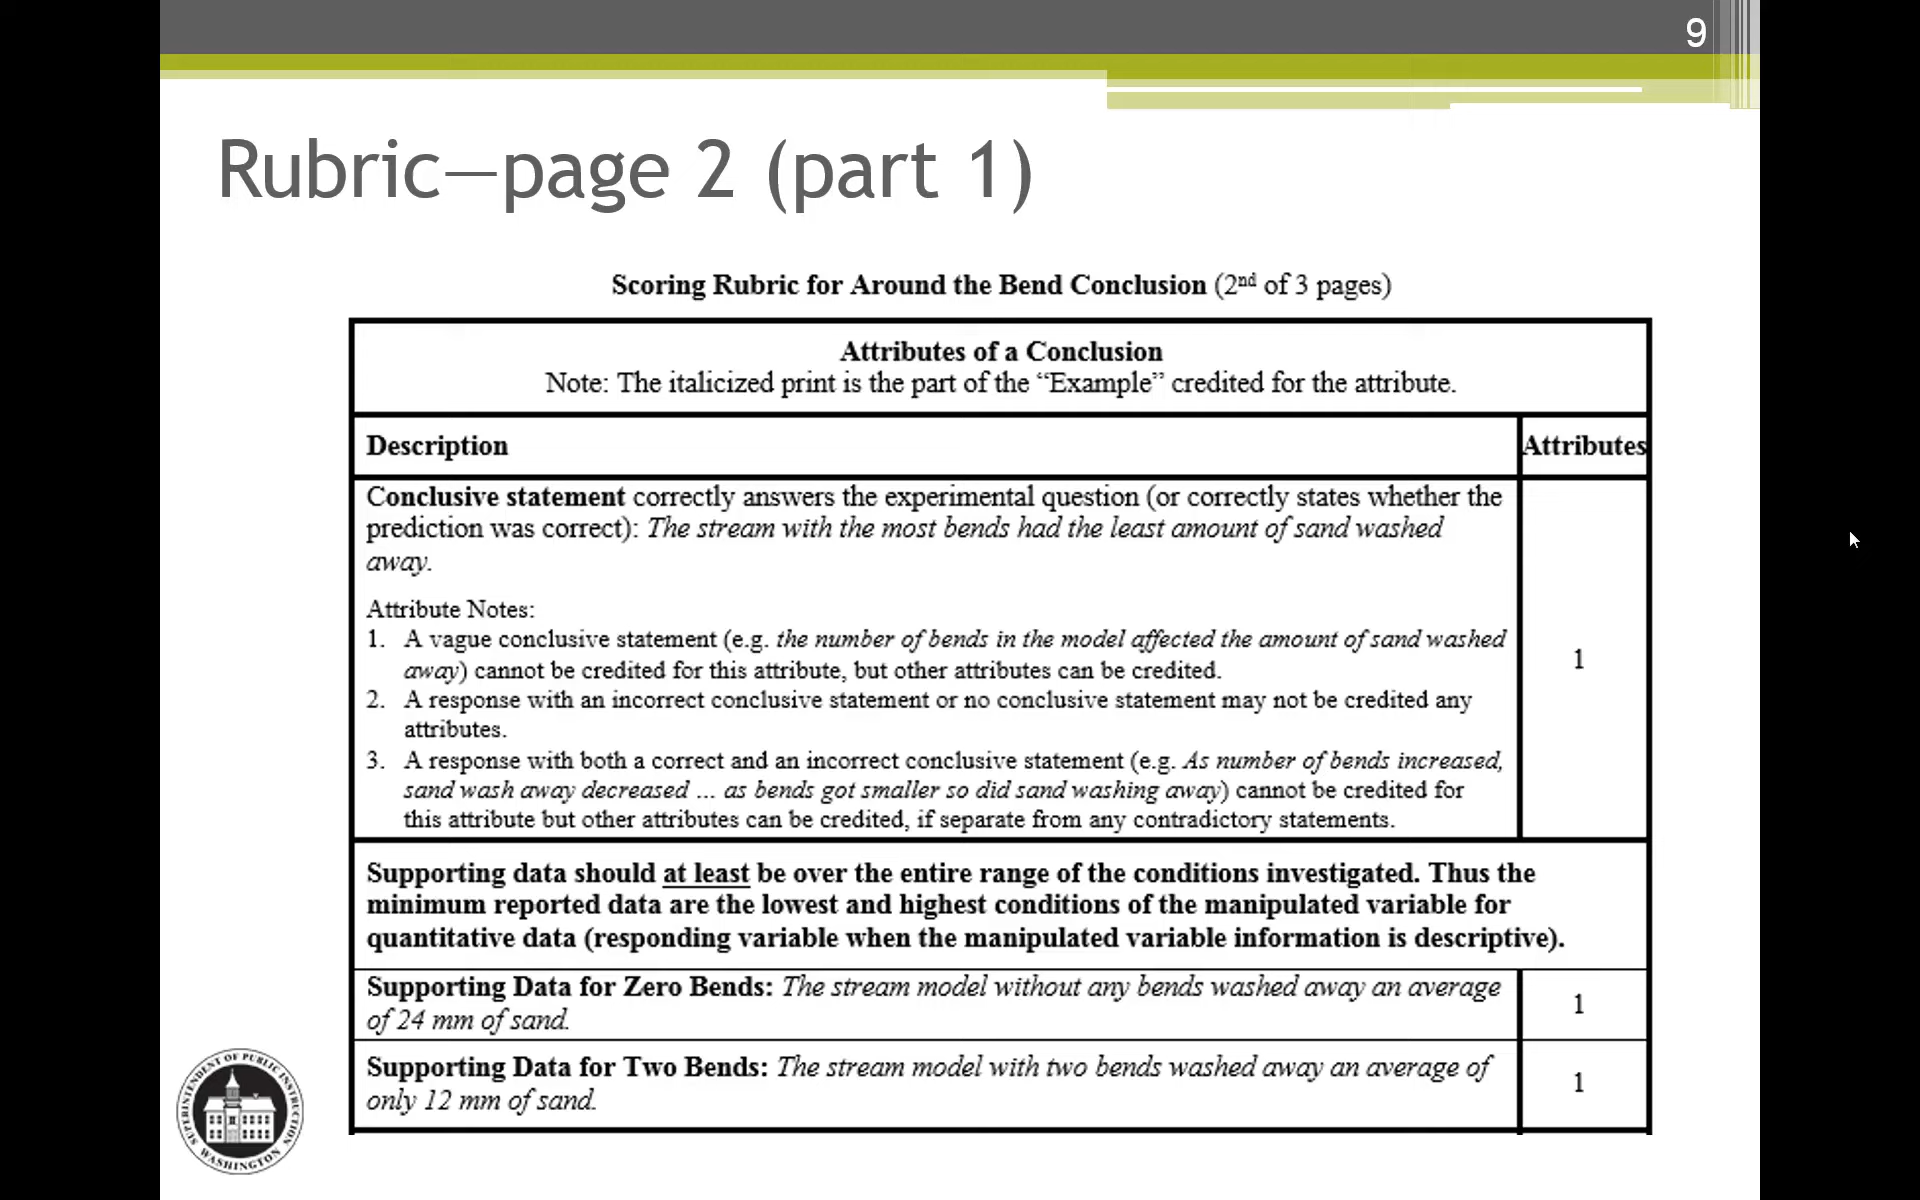 9
Rubric—page 2 (part 1)
Scoring Rubric for Around the Bend Conclusion (2nd of 3 pages)
Attributes of a Conclusion
Note: The italicized print is the part of the “Example” credited for the attribute.
Description Attributes
Conclusive statement correctly answers the experimental question (or correctly states whether the
prediction was correct): The stream with the most bends had the least amount of sand washed
away.
Attribute Notes:
1. A vague conclusive statement (e.g. the number of bends in the model affected the amount of sand washed
away) cannot be credited for this attribute, but other attributes can be credited.
2. A response with an incorrect conclusive statement or no conclusive statement may not be credited any
attributes.
3. A response with both a correct and an incorrect conclusive statement (e.g. As number of bends increased,
sand wash away decreased ... as bends got smaller so did sand washing away) cannot be credited for
this attribute but other attributes can be credited, if separate from any contradictory statements.
1
Supporting data should at least be over the entire range of the conditions investigated. Thus the
minimum reported data are the lowest and highest conditions of the manipulated variable for
quantitative data (responding variable when the manipulated variable information is descriptive).
Supporting Data for Zero Bends: The stream model without any bends washed away an average
of 24 mm of sand.
1
Supporting Data for Two Bends: The stream model with two bends washed away an average of
only 12 mm of sand.
1
SUPERINTENDENT OF PUBLIC INSTRUCTION
WASHINGTON